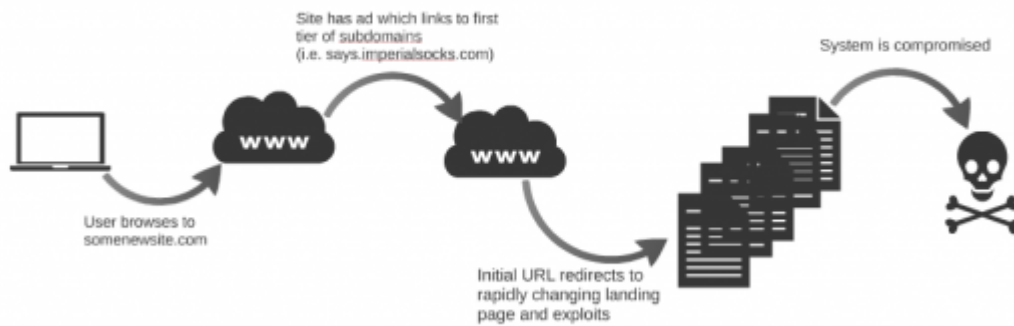 Site has ad which links to first
tier of subdomains
(i.e. says.imperialsocks.com)
System is compromised
www
www
User browses to
somenewsite.com
Initial URL redirects to
rapidly changing landing
page and exploits